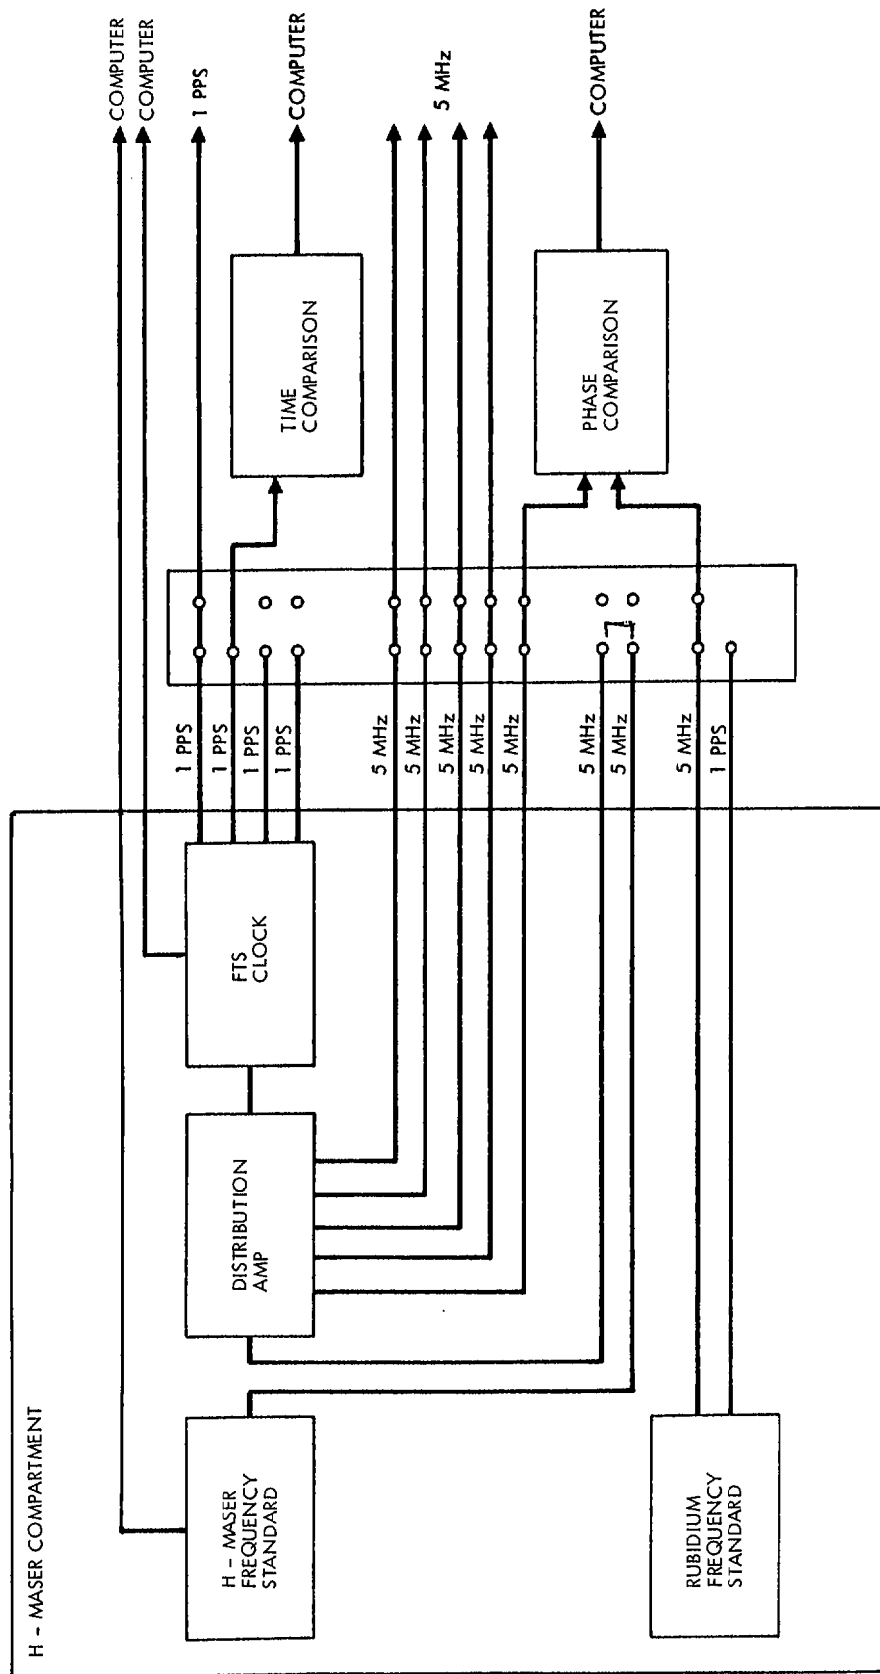 H - MASER COMPARTMENT
H - MASER
FREQUENCY
STANDARD
DISTRIBUTION
AMP
FTS
CLOCK
1 PPS
1 PPS
1 PPS
1 PPS
5 MHz
5 MHz
5 MHz
5 MHz
5 MHz
5 MHz
5 MHz
5 MHz
1 PPS
RUBIDIUM
FREQUENCY
STANDARD
TIME
COMPARISON
PHASE
COMPARISON
COMPUTER
COMPUTER
1 PPS
COMPUTER
5 MHz
COMPUTER